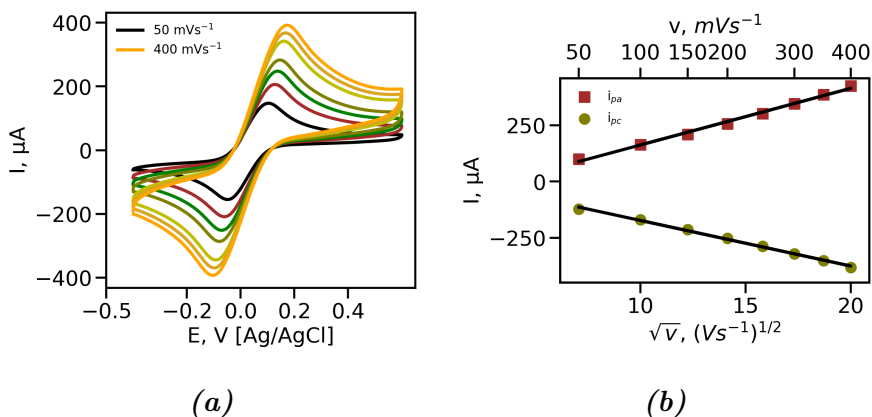 50 mVs⁻¹
400 mVs⁻¹
400
200
0
−200
−400
I, μA
−0.5 −0.2 0.0 0.2 0.4
E, V [Ag/AgCl]
(a)
v, mVs⁻¹
50 100 150 200 300 400
i_pa
i_pc
250
0
−250
I, μA
10 15 20
√v, (Vs⁻¹)^1/2
(b)